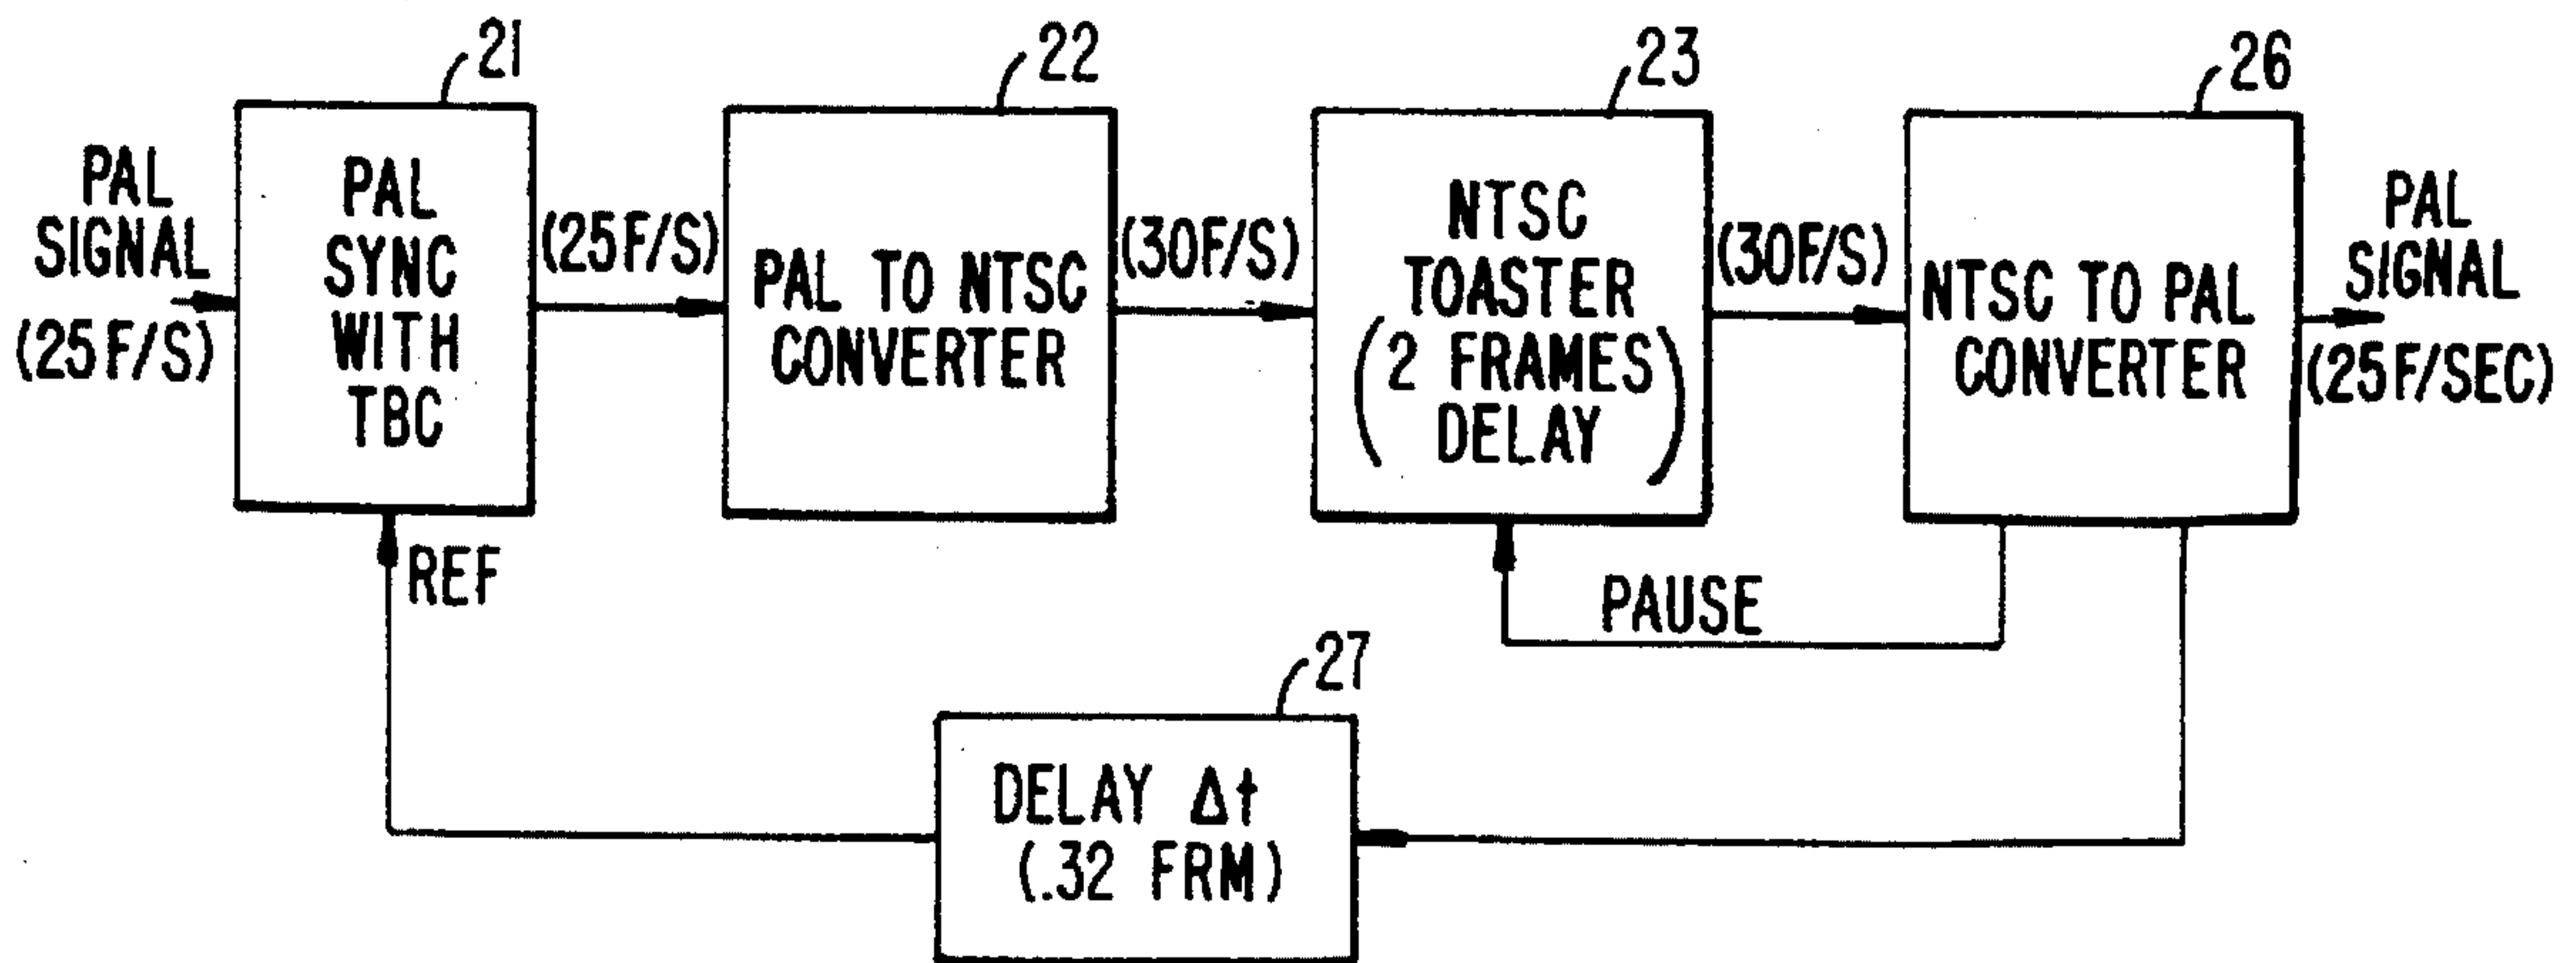 21
22
23
26
PAL
SIGNAL
(25F/S)
PAL
SYNC
WITH
TBC
(25F/S)
PAL TO NTSC
CONVERTER
(30F/S)
NTSC
TOASTER
(2 FRAMES
DELAY)
(30F/S)
NTSC TO PAL
CONVERTER
PAL
SIGNAL
(25F/SEC)
REF
PAUSE
27
DELAY Δt
(.32 FRM)